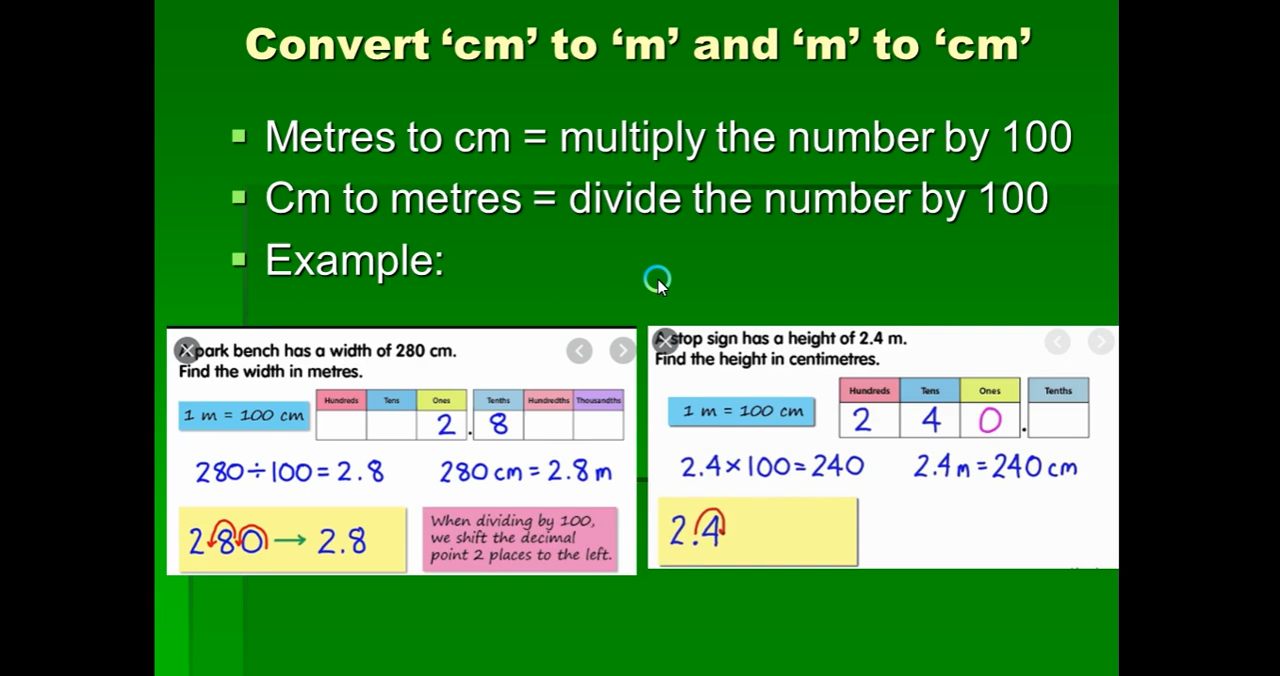 Convert ‘cm’ to ‘m’ and ‘m’ to ‘cm’
Metres to cm = multiply the number by 100
Cm to metres = divide the number by 100
Example:
park bench has a width of 280 cm.
Find the width in metres.
Hundreds Tens Ones Tenths Hundredths Thousandths
1 m = 100 cm
2 . 8
280 ÷ 100 = 2.8 280 cm = 2.8 m
280 → 2.8
When dividing by 100,
we shift the decimal
point 2 places to the left.
stop sign has a height of 2.4 m.
Find the height in centimetres.
Hundreds Tens Ones Tenths
1 m = 100 cm
2 4 0 .
2.4 × 100 = 240 2.4 m = 240 cm
2.4